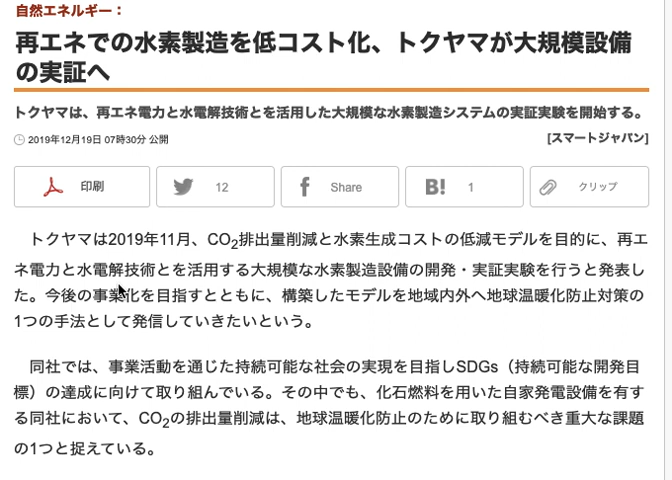 自然エネルギー：
再エネでの水素製造を低コスト化、トクヤマが大規模設備
の実証へ
トクヤマは、再エネ電力と水電解技術とを活用した大規模な水素製造システムの実証実験を開始する。
2019年12月19日 07時30分 公開
[スマートジャパン]
印刷
12
Share
B! 1
クリップ
トクヤマは2019年11月、CO2排出量削減と水素生成コストの低減モデルを目的に、再エ
ネ電力と水電解技術とを活用する大規模な水素製造設備の開発・実証実験を行うと発表し
た。今後の事業化を目指すとともに、構築したモデルを地域内外へ地球温暖化防止対策の
1つの手法として発信していきたいという。
同社では、事業活動を通じた持続可能な社会の実現を目指しSDGs（持続可能な開発目
標）の達成に向けて取り組んでいる。その中でも、化石燃料を用いた自家発電設備を有す
る同社において、CO2の排出量削減は、地球温暖化防止のために取り組むべき重大な課題
の1つと捉えている。